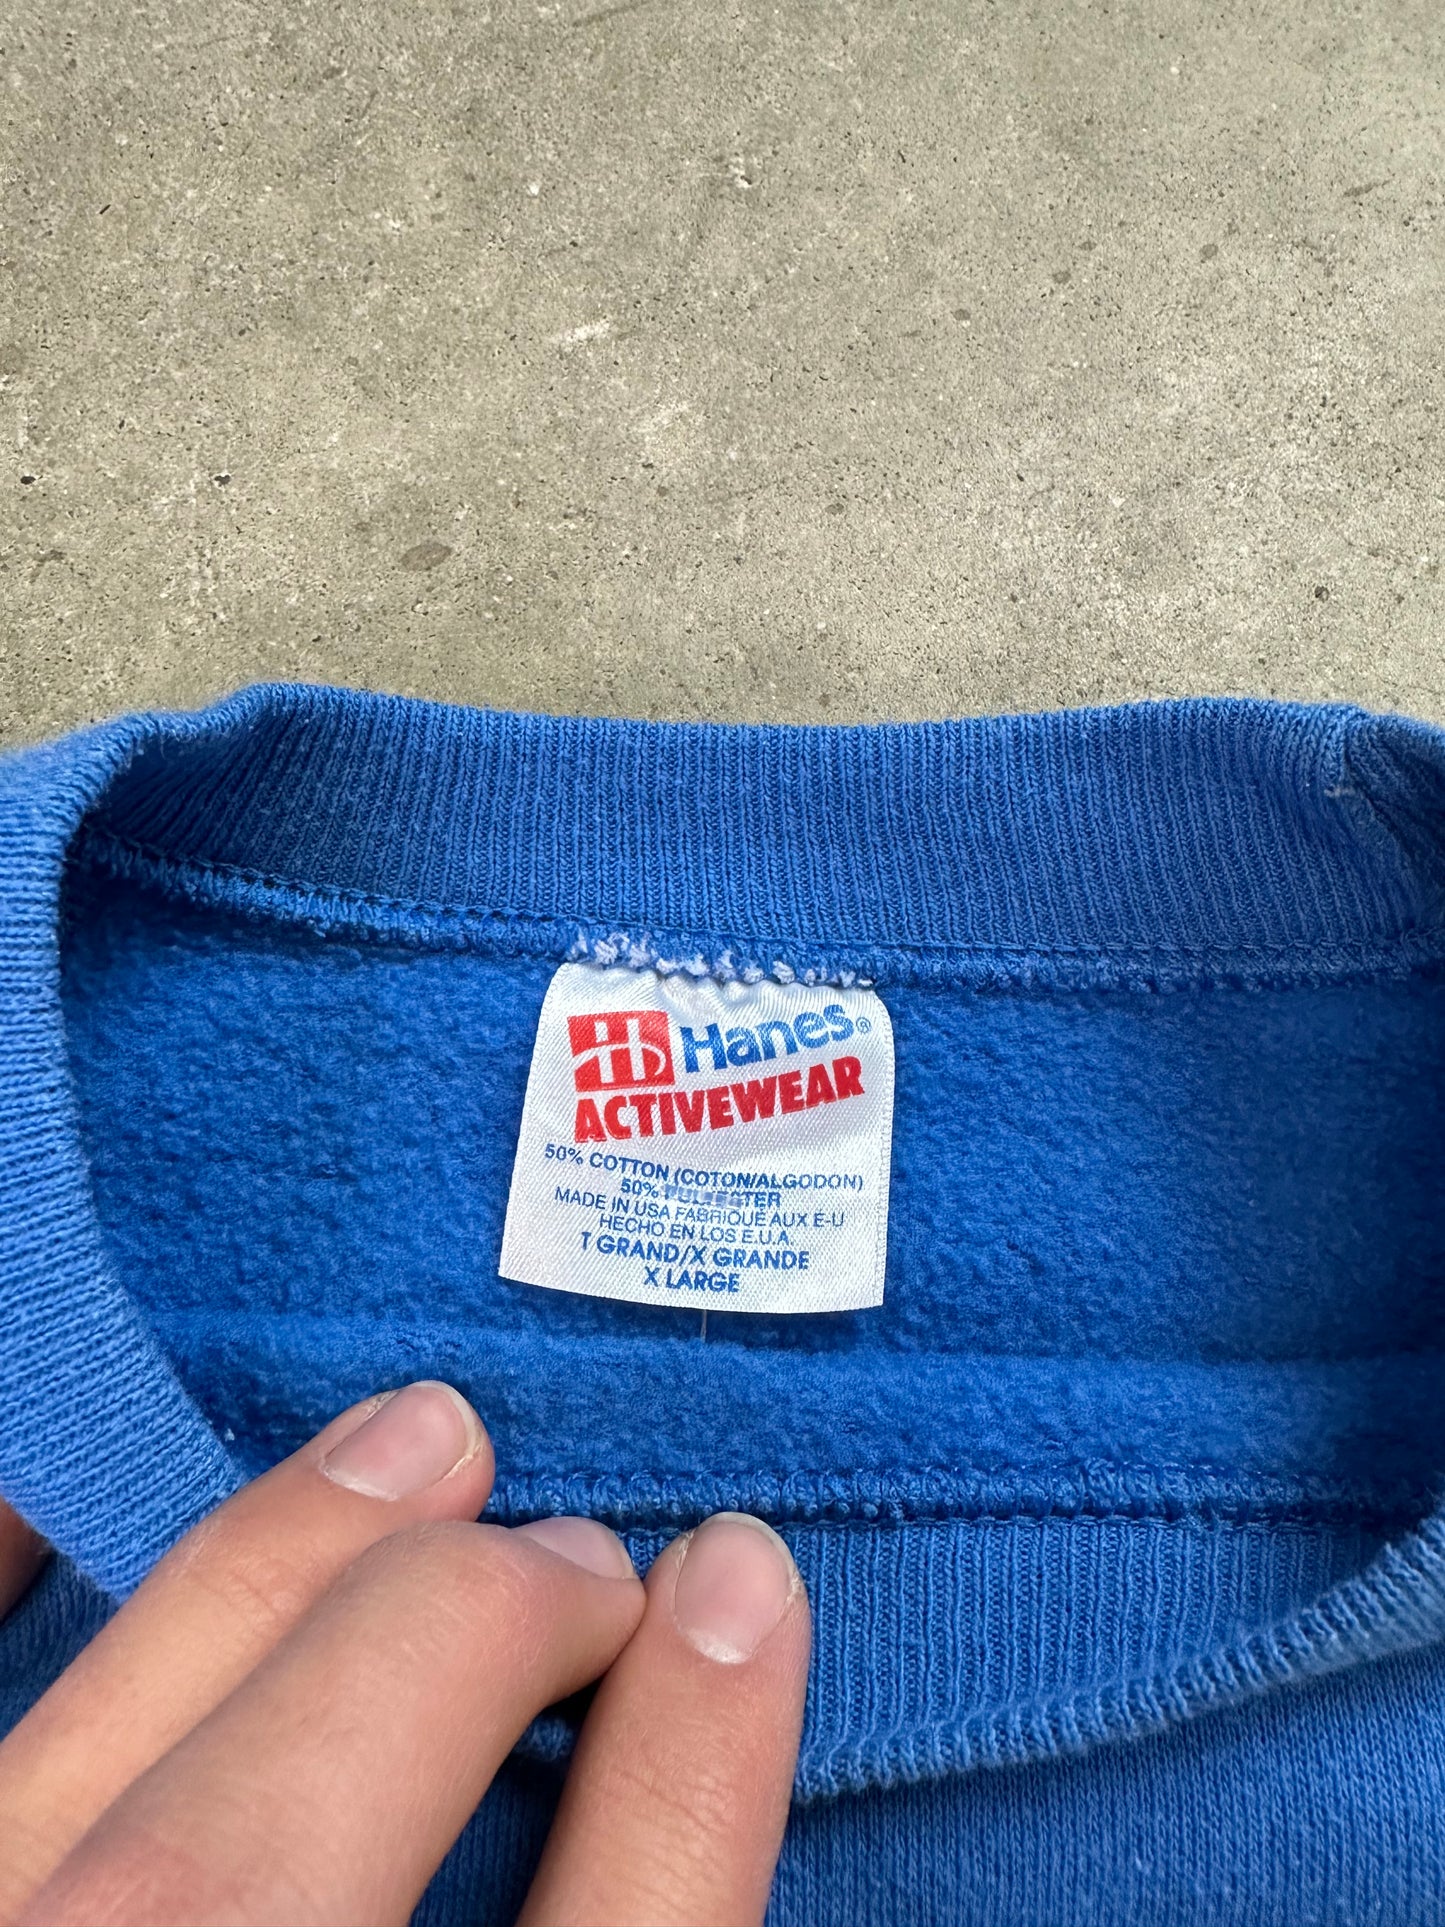 Hanes®
ACTIVEWEAR
50% COTTON (COTON/ALGODON)
50%
MADE IN USA FABRIQUÉ AUX E-U
HECHO EN LOS E.U.A.
T GRAND/X GRANDE
X LARGE